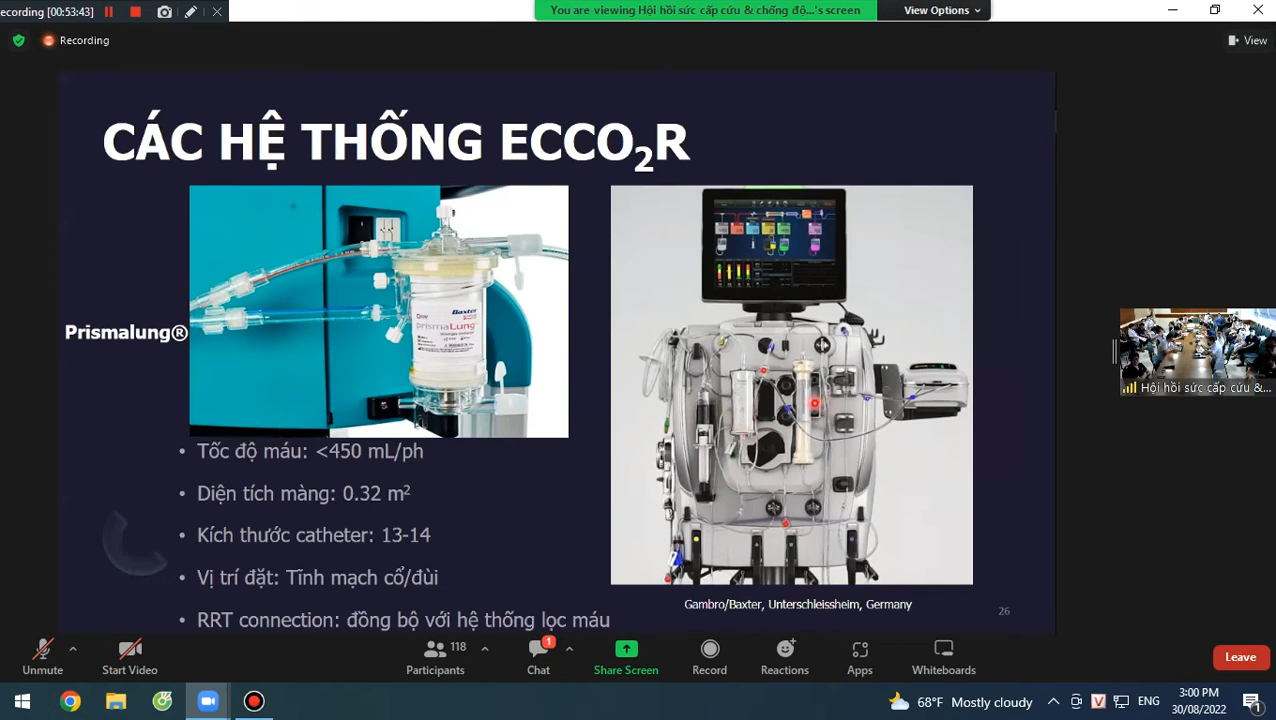 ecording (00:53:43
You are viewing Hội hồi sức cấp cứu & chống độ...'s screen
View Options
Recording
View
CÁC HỆ THỐNG ECCO2R
Baxter
prismaLung
Prismalung®
Tốc độ máu: <450 mL/ph
Diện tích màng: 0.32 m2
Kích thước catheter: 13-14
Vị trí đặt: Tĩnh mạch cổ/đùi
RRT connection: đồng bộ với hệ thống lọc máu
Gambro/Baxter, Unterschleissheim, Germany
26
Hội hồi sức cấp cứu &...
Unmute
Start Video
Participants
118
Chat
1
Share Screen
Record
Reactions
Apps
Whiteboards
Leave
68°F Mostly cloudy
V
ENG
3:00 PM
30/08/2022
1